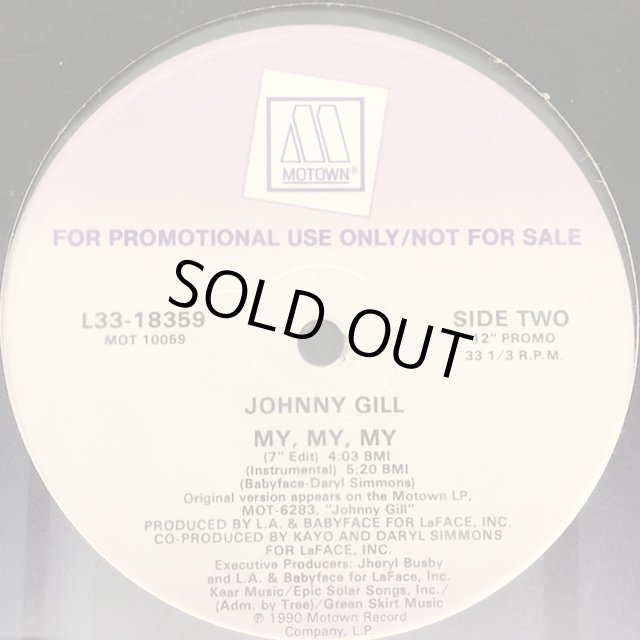 MOTOWN®
FOR PROMOTIONAL USE ONLY/NOT FOR SALE
L33-18359
MOT 10059
SIDE TWO
12" PROMO
33 1/3 R.P.M.
SOLD OUT
JOHNNY GILL
MY, MY, MY
(7" Edit) 4:03 BMI
(Instrumental) 5:20 BMI
(Babyface-Daryl Simmons)
Original version appears on the Motown LP,
MOT-6283, "Johnny Gill"
PRODUCED BY L.A. & BABYFACE FOR LaFACE, INC.
CO-PRODUCED BY KAYO AND DARYL SIMMONS
FOR LaFACE, INC.
Executive Producers: Jheryl Busby
and L.A. & Babyface for LaFace, Inc.
Kear Music/Epic Solar Songs, Inc./
(Adm. by Tree)/Green Skirt Music
℗ 1990 Motown Record
Company, L.P.